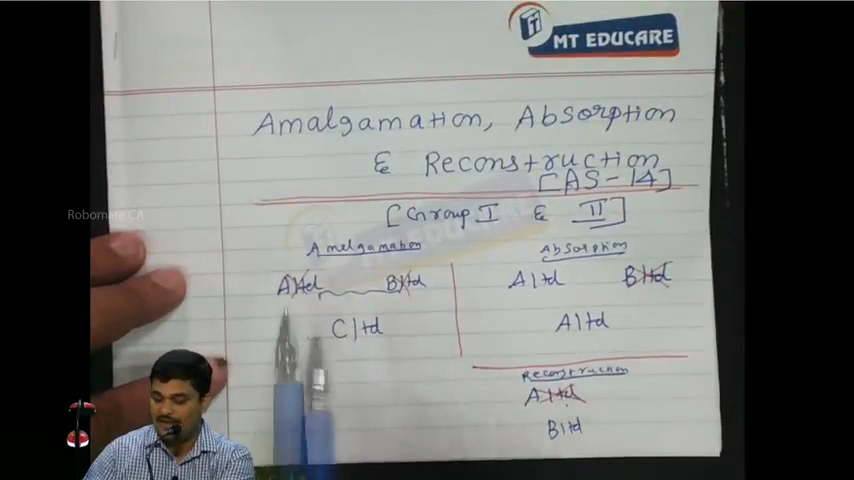 MT EDUCARE
Amalgamation, Absorption
& Reconstruction
[AS-14]
[Group I & II]
Robomate CA
Amelgamation
A ltd B ltd
C ltd
Absorption
A ltd B ltd
A ltd
Reconstruction
A ltd
B ltd